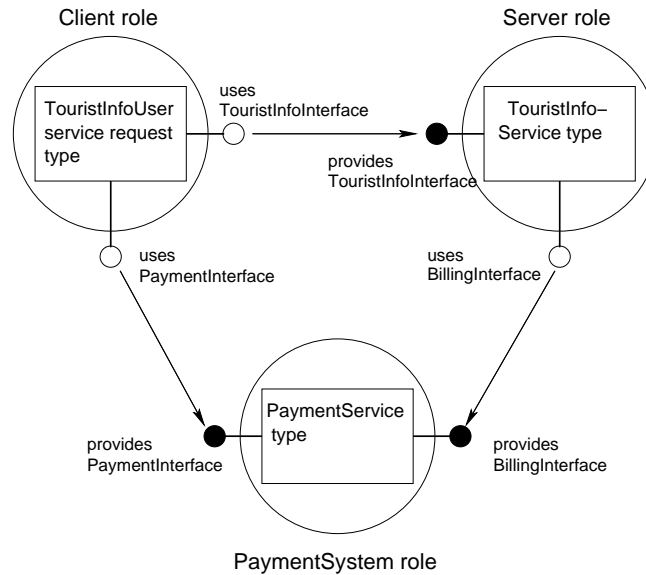 Client role
Server role
TouristInfoUser
service request
type
uses
TouristInfoInterface
TouristInfo–
Service type
provides
TouristInfoInterface
uses
PaymentInterface
uses
BillingInterface
PaymentService
type
provides
PaymentInterface
provides
BillingInterface
PaymentSystem role